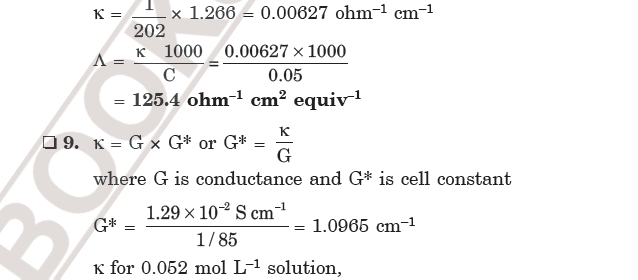 κ = 1/202 × 1.266 = 0.00627 ohm⁻¹ cm⁻¹
Λ = κ 1000/C = 0.00627 × 1000/0.05
= 125.4 ohm⁻¹ cm² equiv⁻¹
❑ 9. κ = G × G* or G* = κ/G
where G is conductance and G* is cell constant
G* = 1.29 × 10⁻² S cm⁻¹/1/85 = 1.0965 cm⁻¹
κ for 0.052 mol L⁻¹ solution,